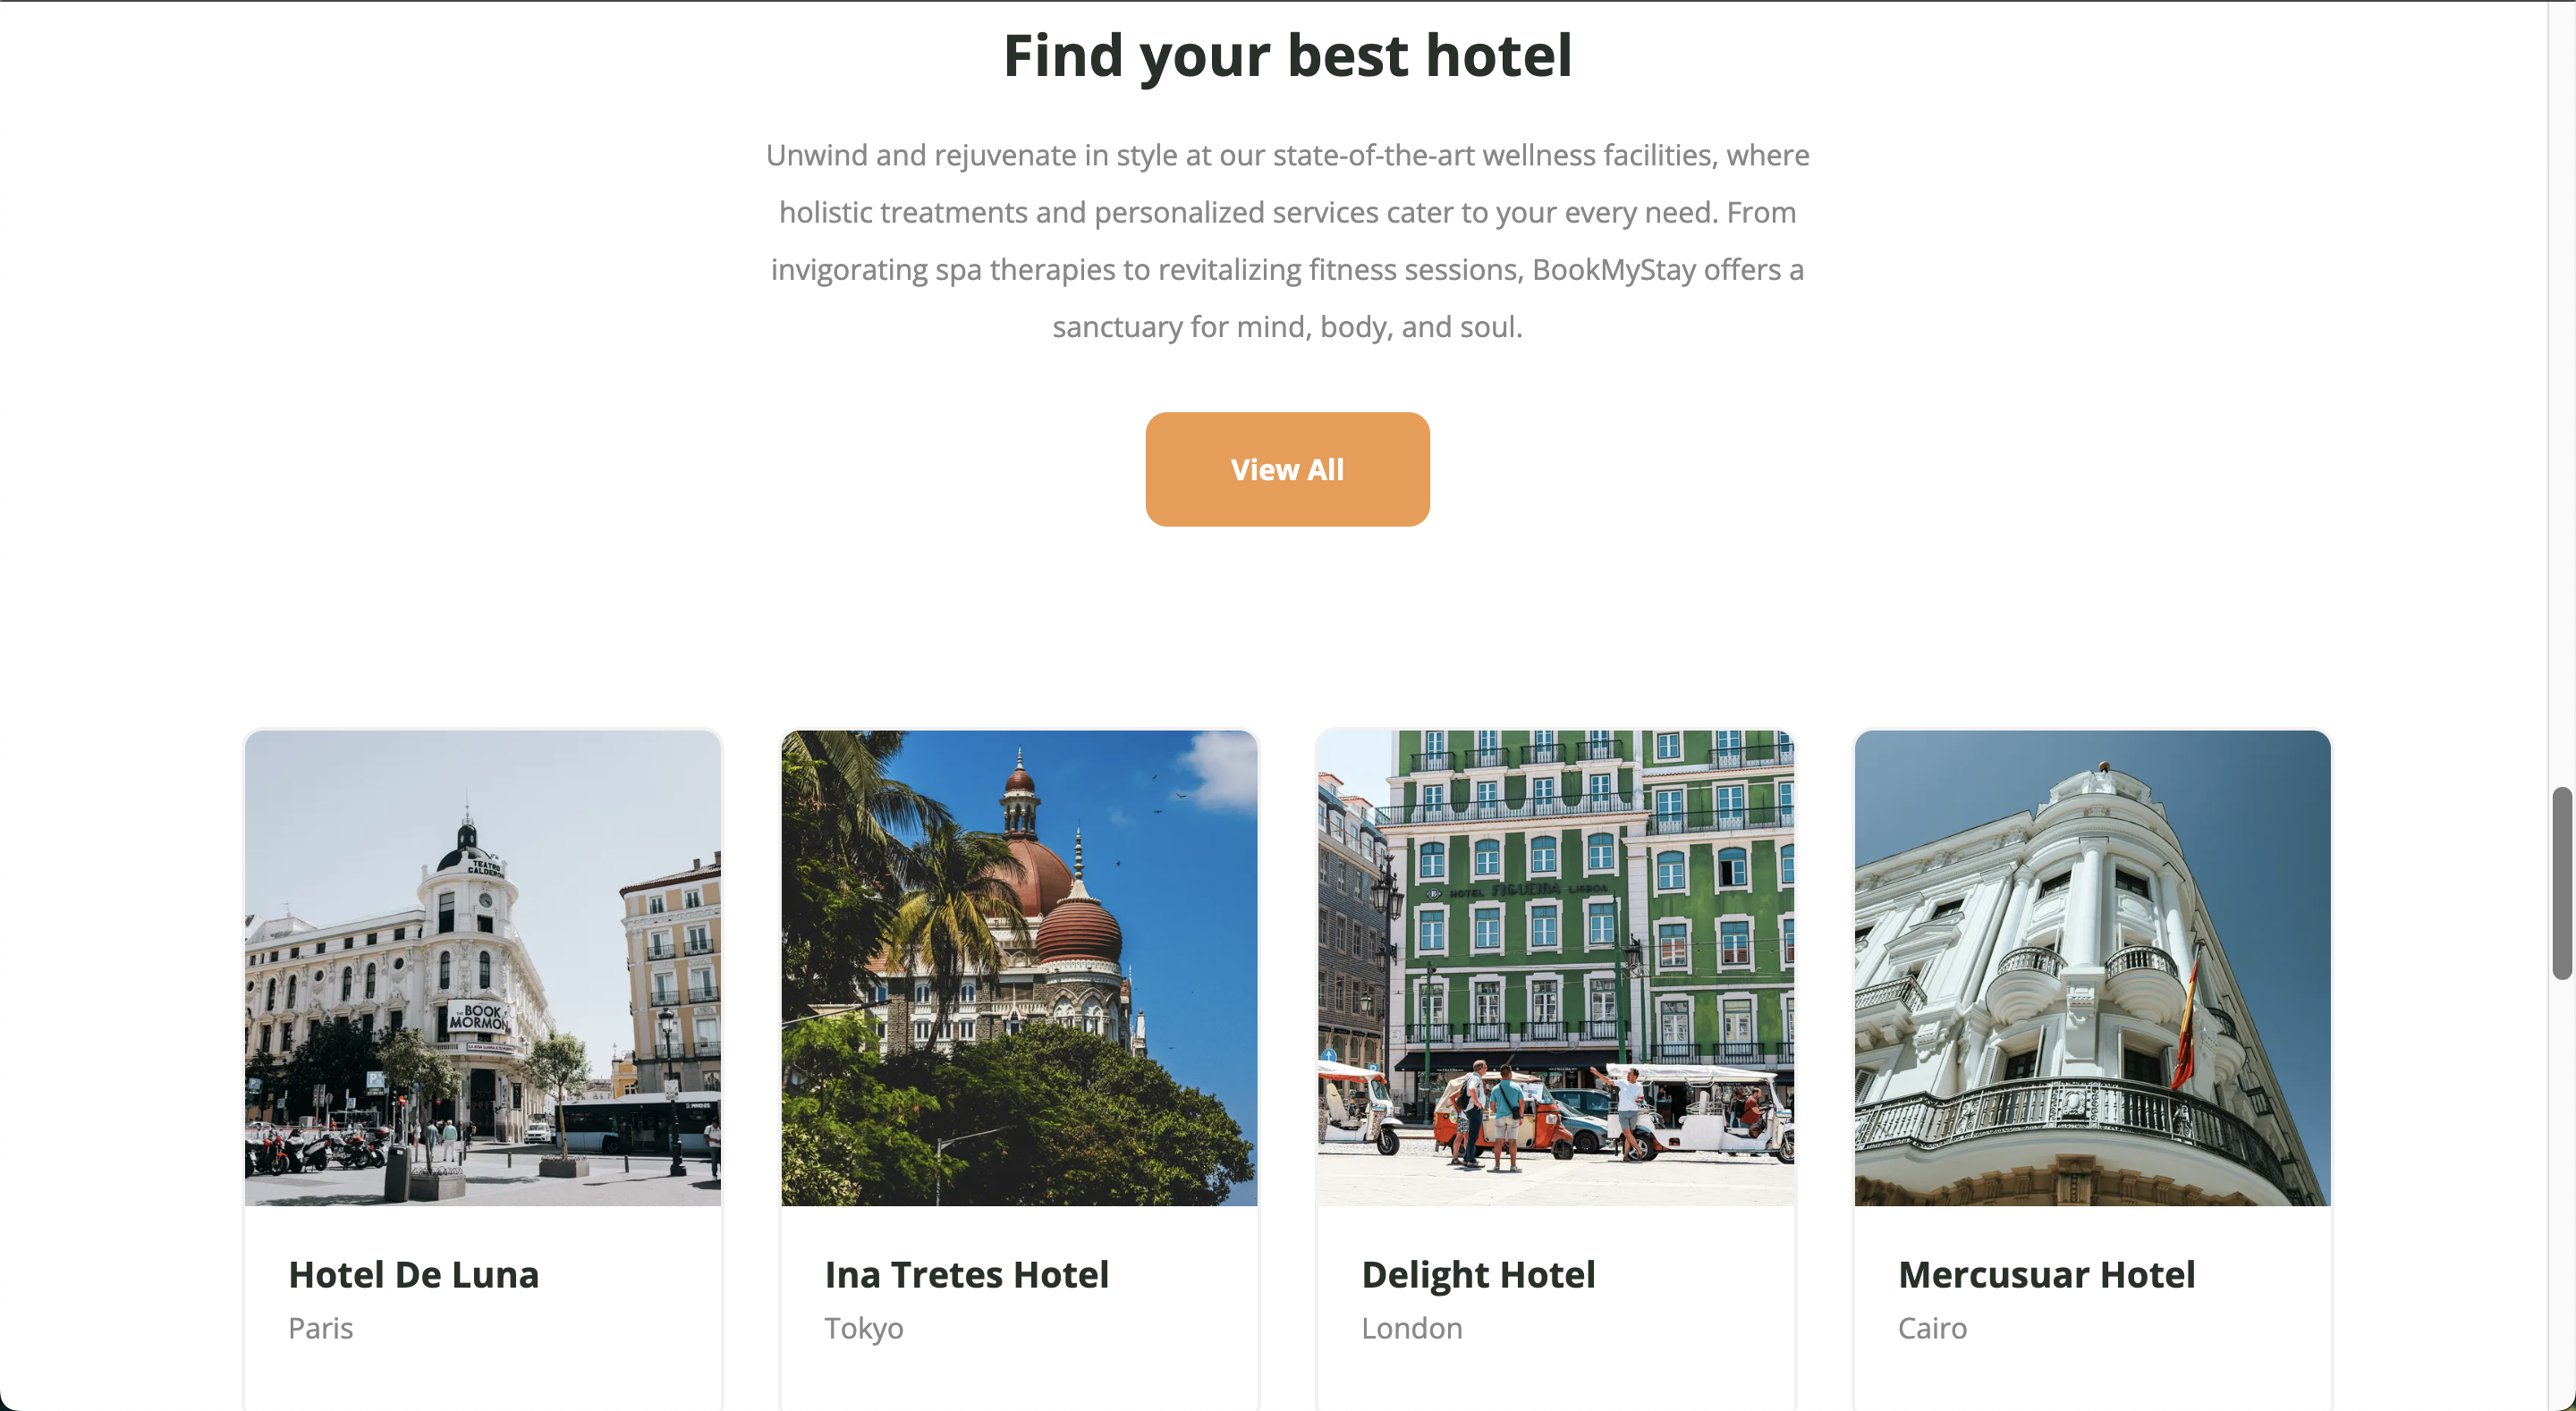 Find your best hotel
Unwind and rejuvenate in style at our state-of-the-art wellness facilities, where
holistic treatments and personalized services cater to your every need. From
invigorating spa therapies to revitalizing fitness sessions, BookMyStay offers a
sanctuary for mind, body, and soul.
View All
TEATRO
CALDERON
BOOK
MORMON
HOTEL FIGUEIRA LISBOA
Hotel De Luna
Paris
Ina Tretes Hotel
Tokyo
Delight Hotel
London
Mercusuar Hotel
Cairo